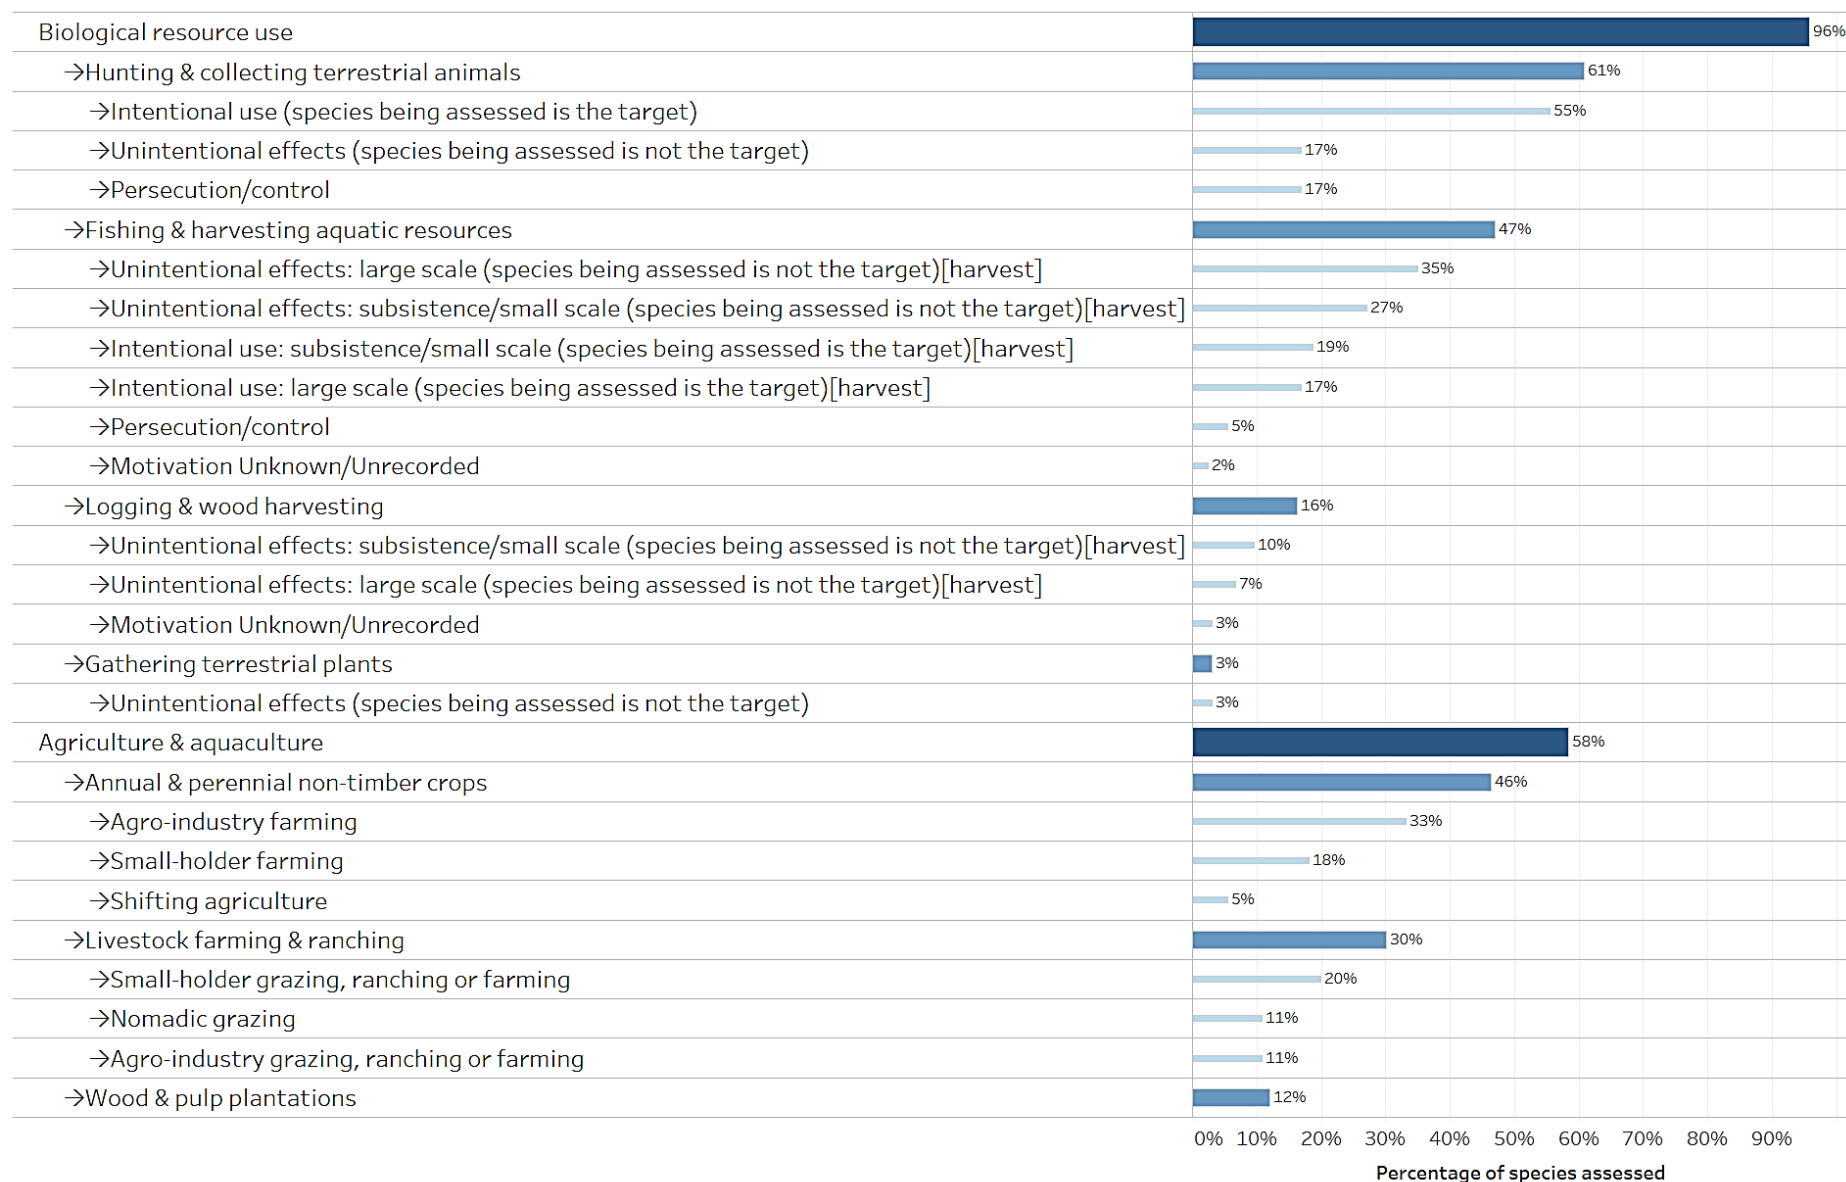 Biological resource use 96%
→Hunting & collecting terrestrial animals 61%
→Intentional use (species being assessed is the target) 55%
→Unintentional effects (species being assessed is not the target) 17%
→Persecution/control 17%
→Fishing & harvesting aquatic resources 47%
→Unintentional effects: large scale (species being assessed is not the target)[harvest] 35%
→Unintentional effects: subsistence/small scale (species being assessed is not the target)[harvest] 27%
→Intentional use: subsistence/small scale (species being assessed is the target)[harvest] 19%
→Intentional use: large scale (species being assessed is the target)[harvest] 17%
→Persecution/control 5%
→Motivation Unknown/Unrecorded 2%
→Logging & wood harvesting 16%
→Unintentional effects: subsistence/small scale (species being assessed is not the target)[harvest] 10%
→Unintentional effects: large scale (species being assessed is not the target)[harvest] 7%
→Motivation Unknown/Unrecorded 3%
→Gathering terrestrial plants 3%
→Unintentional effects (species being assessed is not the target) 3%
Agriculture & aquaculture 58%
→Annual & perennial non-timber crops 46%
→Agro-industry farming 33%
→Small-holder farming 18%
→Shifting agriculture 5%
→Livestock farming & ranching 30%
→Small-holder grazing, ranching or farming 20%
→Nomadic grazing 11%
→Agro-industry grazing, ranching or farming 11%
→Wood & pulp plantations 12%
0% 10% 20% 30% 40% 50% 60% 70% 80% 90%
Percentage of species assessed